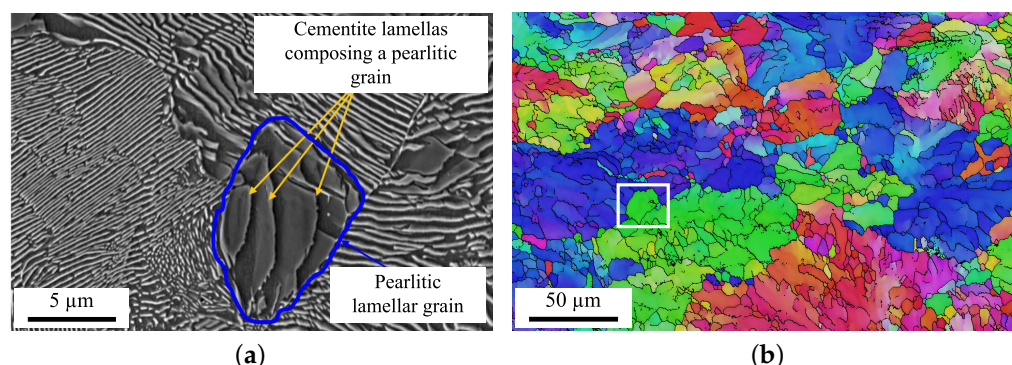 Cementite lamellas
composing a pearlitic
grain
Pearlitic
lamellar grain
5 µm
50 µm
(a)
(b)